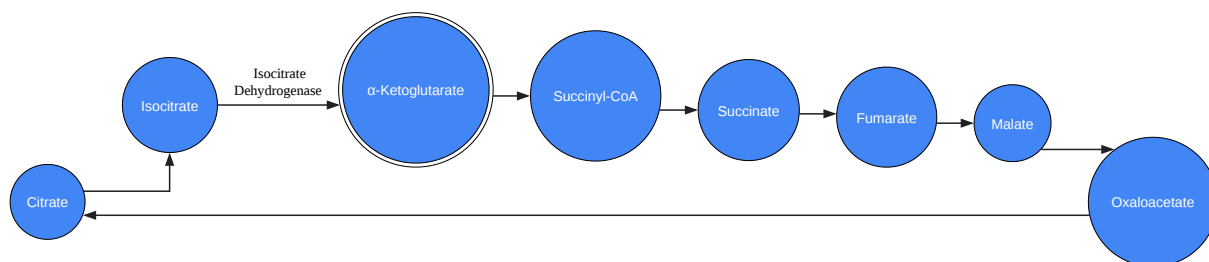 Citrate
Isocitrate
Isocitrate
Dehydrogenase
α-Ketoglutarate
Succinyl-CoA
Succinate
Fumarate
Malate
Oxaloacetate